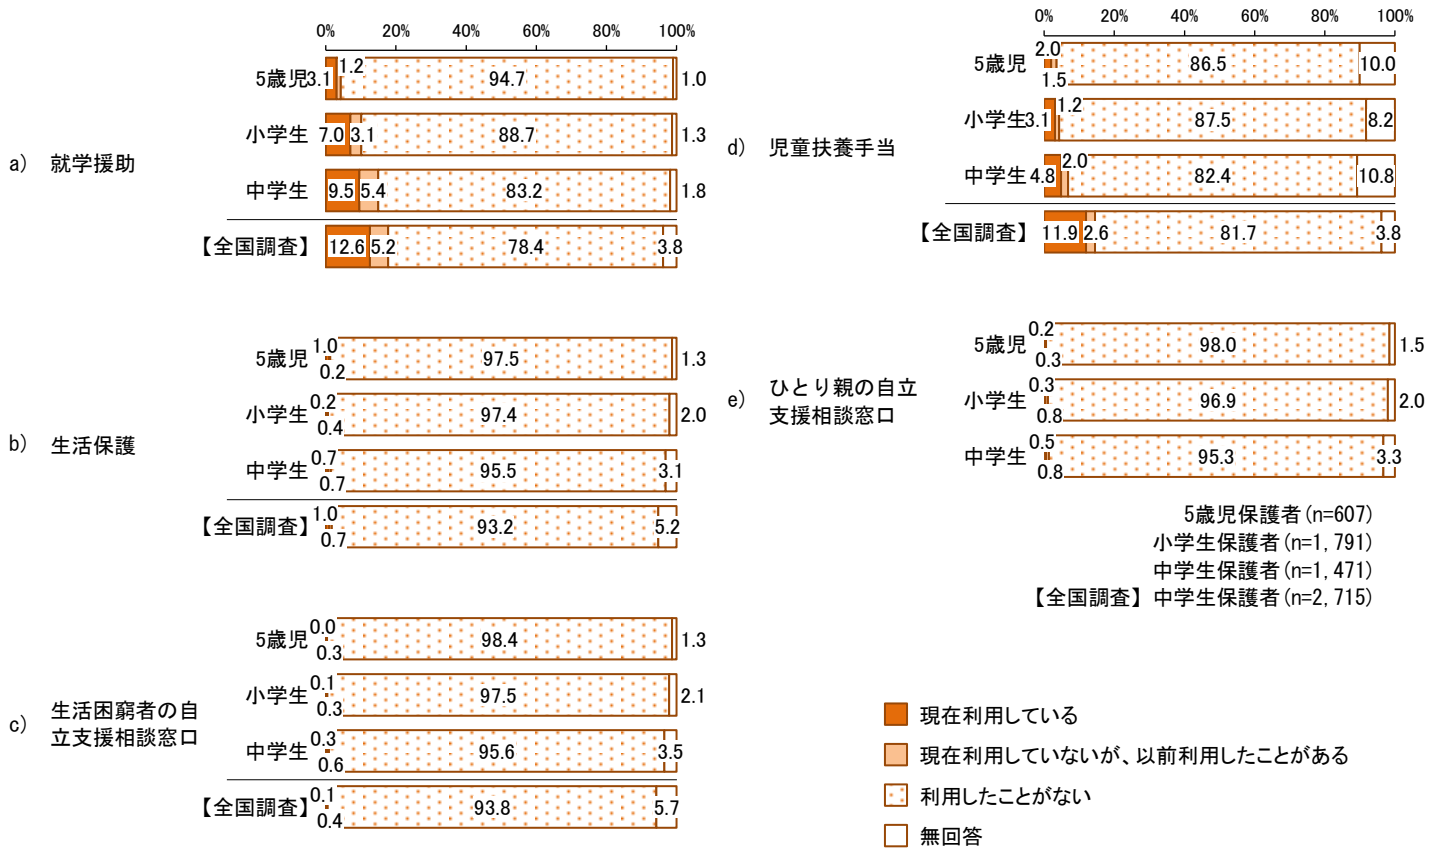 0% 20% 40% 60% 80% 100%
a) 就学援助
5歳児 3.1 1.2 94.7 1.0
小学生 7.0 3.1 88.7 1.3
中学生 9.5 5.4 83.2 1.8
【全国調査】 12.6 5.2 78.4 3.8
b) 生活保護
5歳児 1.0 0.2 97.5 1.3
小学生 0.2 0.4 97.4 2.0
中学生 0.7 0.7 95.5 3.1
【全国調査】 1.0 0.7 93.2 5.2
c) 生活困窮者の自
立支援相談窓口
5歳児 0.0 0.3 98.4 1.3
小学生 0.1 0.3 97.5 2.1
中学生 0.3 0.6 95.6 3.5
【全国調査】 0.1 0.4 93.8 5.7
0% 20% 40% 60% 80% 100%
d) 児童扶養手当
5歳児 2.0 1.5 86.5 10.0
小学生 3.1 1.2 87.5 8.2
中学生 4.8 2.0 82.4 10.8
【全国調査】 11.9 2.6 81.7 3.8
e) ひとり親の自立
支援相談窓口
5歳児 0.2 0.3 98.0 1.5
小学生 0.3 0.8 96.9 2.0
中学生 0.5 0.8 95.3 3.3
5歳児保護者(n=607)
小学生保護者(n=1,791)
中学生保護者(n=1,471)
【全国調査】中学生保護者(n=2,715)
現在利用している
現在利用していないが、以前利用したことがある
利用したことがない
無回答